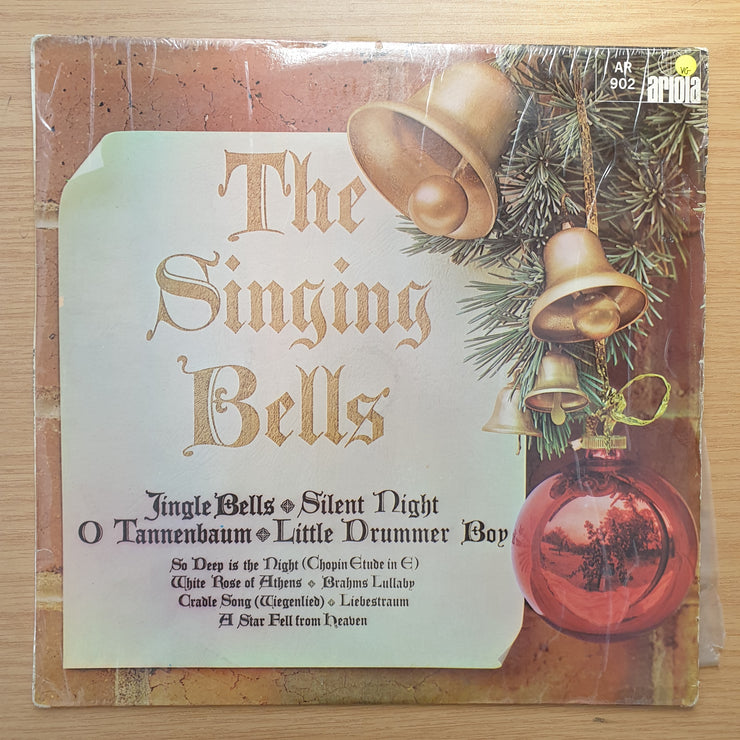 AR
902 ariola
VG
The
Singing
Bells
Jingle Bells Silent Night
O Tannenbaum Little Drummer Boy
So Deep is the Night (Chopin Etude in E)
White Rose of Athens Brahms Lullaby
Cradle Song (Wiegenlied) Liebestraum
A Star Fell from Heaven